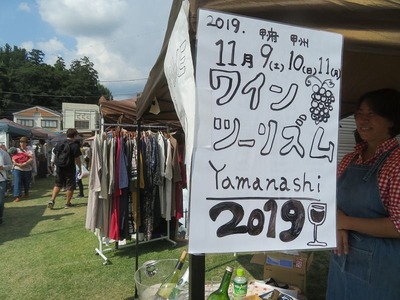 2019. 甲府 甲州
11月9(土),10(日),11(月)
ワイン
ツーリズム
Yamanashi
2019